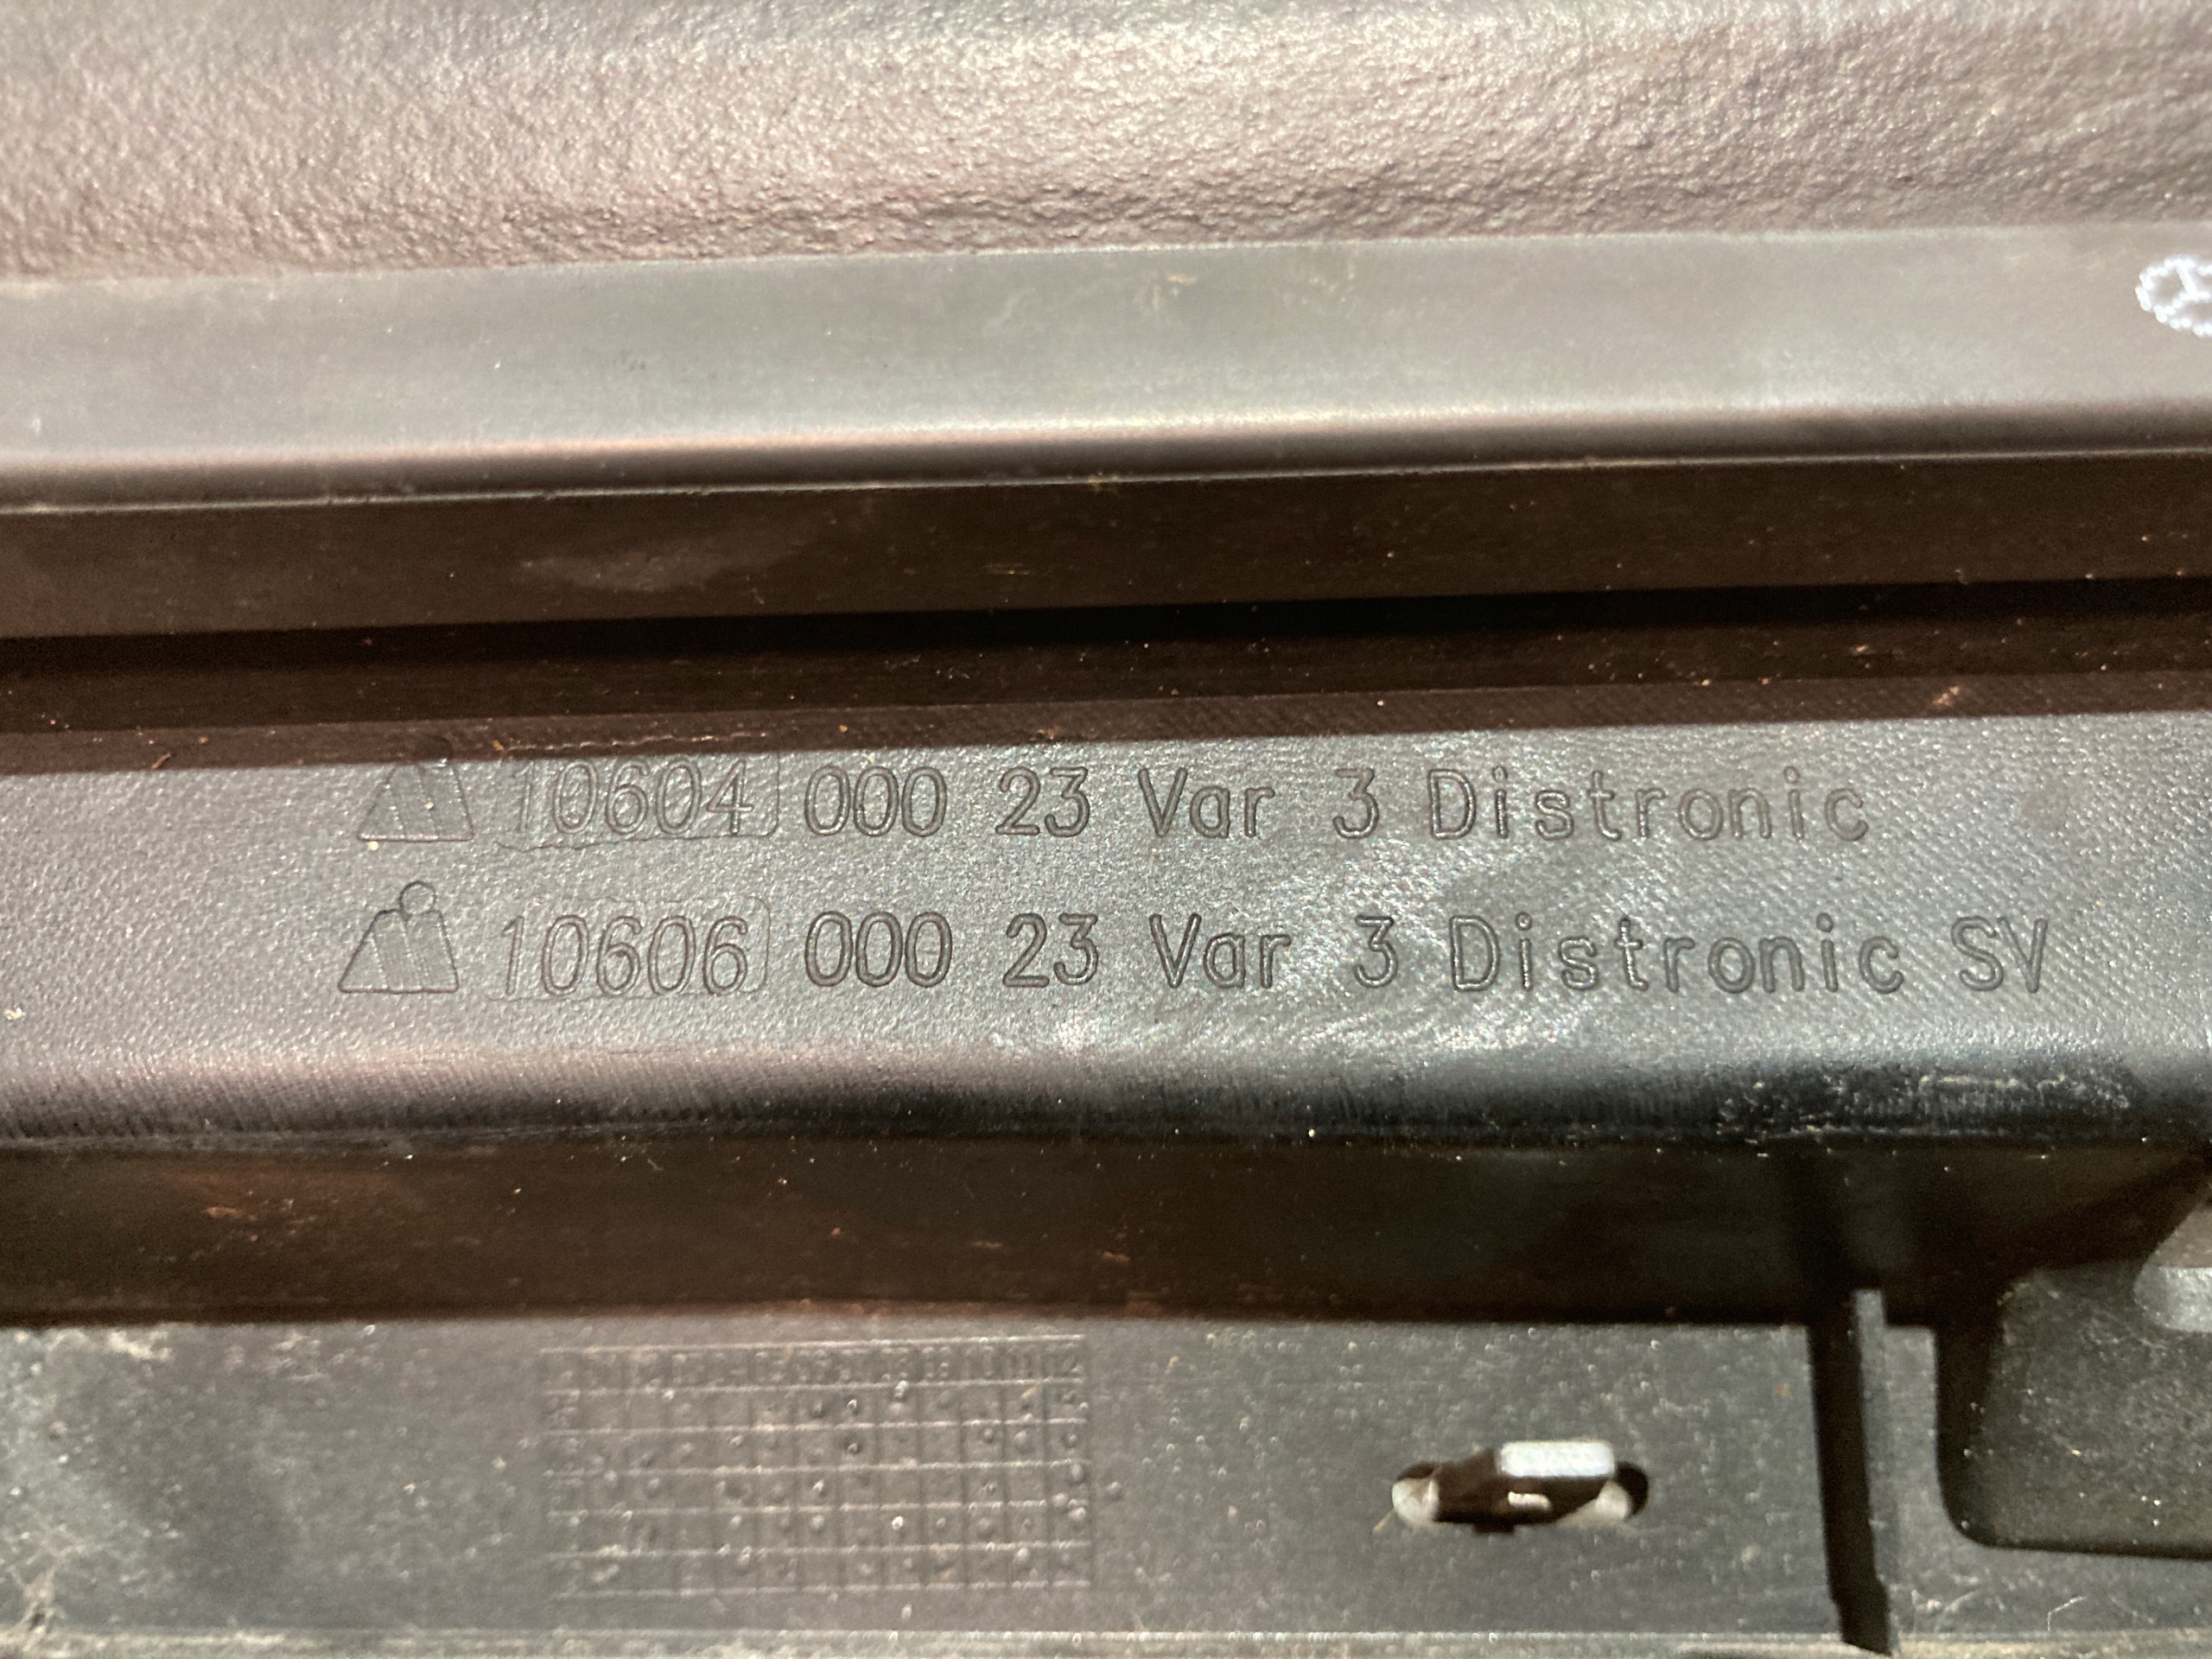 10604 000 23 Var 3 Distronic
10606 000 23 Var 3 Distronic SV